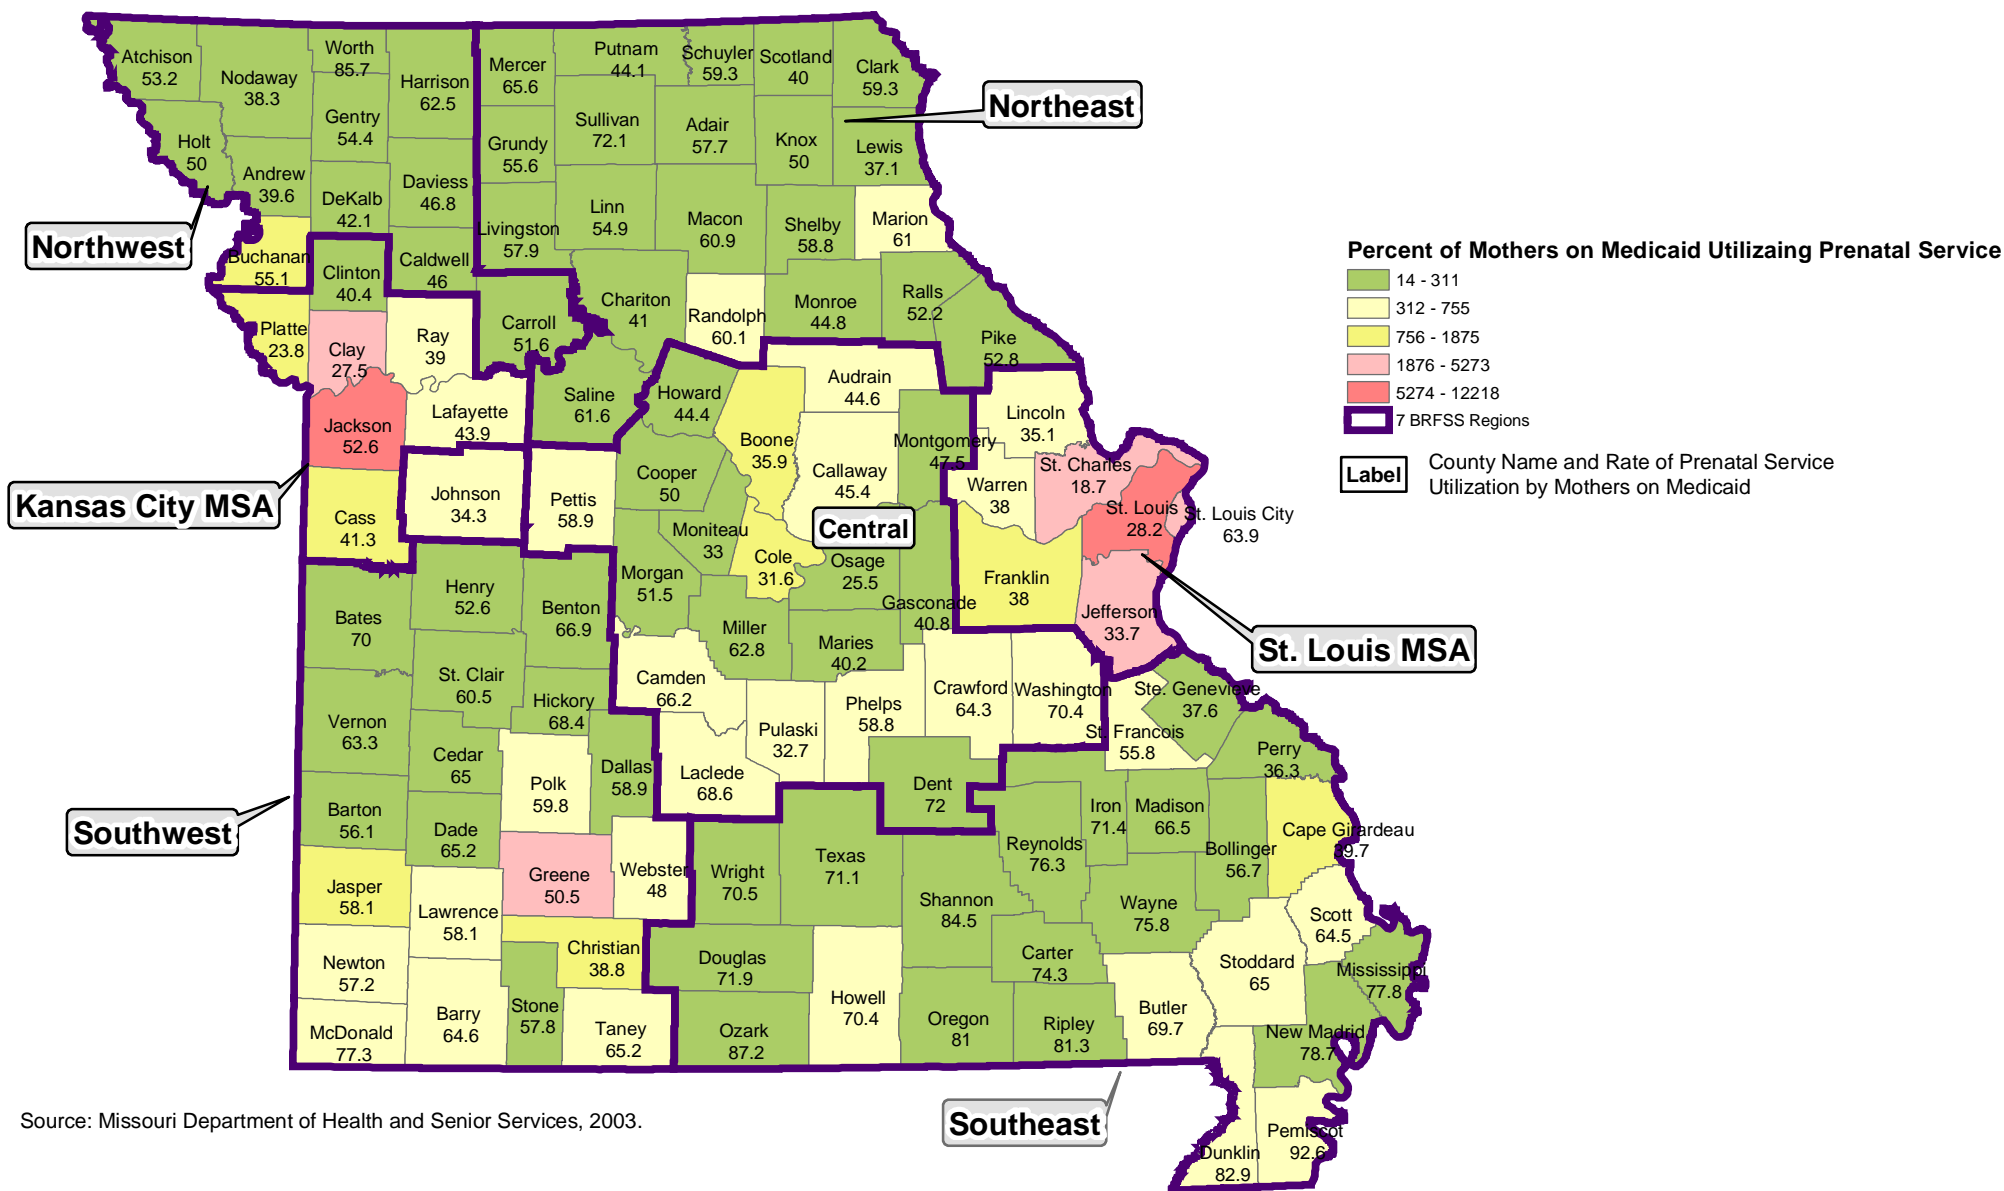 Atchison
53.2
Nodaway
38.3
Worth
85.7
Harrison
62.5
Gentry
54.4
Holt
50
Andrew
39.6
DeKalb
42.1
Daviess
46.8
Buchanan
55.1
Clinton
40.4
Caldwell
46
Northwest
Mercer
65.6
Putnam
44.1
Schuyler
59.3
Scotland
40
Clark
59.3
Sullivan
72.1
Adair
57.7
Knox
50
Lewis
37.1
Grundy
55.6
Livingston
57.9
Linn
54.9
Macon
60.9
Shelby
58.8
Marion
61
Chariton
41
Randolph
60.1
Monroe
44.8
Ralls
52.2
Pike
52.8
Carroll
51.6
Saline
61.6
Northeast
Platte
23.8
Clay
27.5
Ray
39
Jackson
52.6
Lafayette
43.9
Cass
41.3
Johnson
34.3
Pettis
58.9
Kansas City MSA
Howard
44.4
Boone
35.9
Audrain
44.6
Callaway
45.4
Montgomery
47.5
Cooper
50
Moniteau
33
Cole
31.6
Central
Osage
25.5
Gasconade
40.8
Morgan
51.5
Miller
62.8
Maries
40.2
Camden
66.2
Pulaski
32.7
Phelps
58.8
Crawford
64.3
Washington
70.4
Laclede
68.6
Dent
72
Lincoln
35.1
Warren
38
St. Charles
18.7
St. Louis
28.2
St. Louis City
63.9
Franklin
38
Jefferson
33.7
St. Louis MSA
Bates
70
Henry
52.6
Benton
66.9
St. Clair
60.5
Hickory
68.4
Vernon
63.3
Cedar
65
Polk
59.8
Dallas
58.9
Barton
56.1
Dade
65.2
Greene
50.5
Webster
48
Jasper
58.1
Lawrence
58.1
Christian
38.8
Newton
57.2
McDonald
77.3
Barry
64.6
Stone
57.8
Taney
65.2
Southwest
Ste. Genevieve
37.6
St. Francois
55.8
Perry
36.3
Iron
71.4
Madison
66.5
Reynolds
76.3
Bollinger
56.7
Cape Girardeau
39.7
Wright
70.5
Texas
71.1
Shannon
84.5
Wayne
75.8
Scott
64.5
Carter
74.3
Stoddard
65
Mississippi
77.8
Douglas
71.9
Howell
70.4
Ozark
87.2
Oregon
81
Ripley
81.3
Butler
69.7
New Madrid
78.7
Pemiscot
92.6
Dunklin
82.9
Southeast
Percent of Mothers on Medicaid Utilizaing Prenatal Service
14 - 311
312 - 755
756 - 1875
1876 - 5273
5274 - 12218
7 BRFSS Regions
Label
County Name and Rate of Prenatal Service
Utilization by Mothers on Medicaid
Source: Missouri Department of Health and Senior Services, 2003.